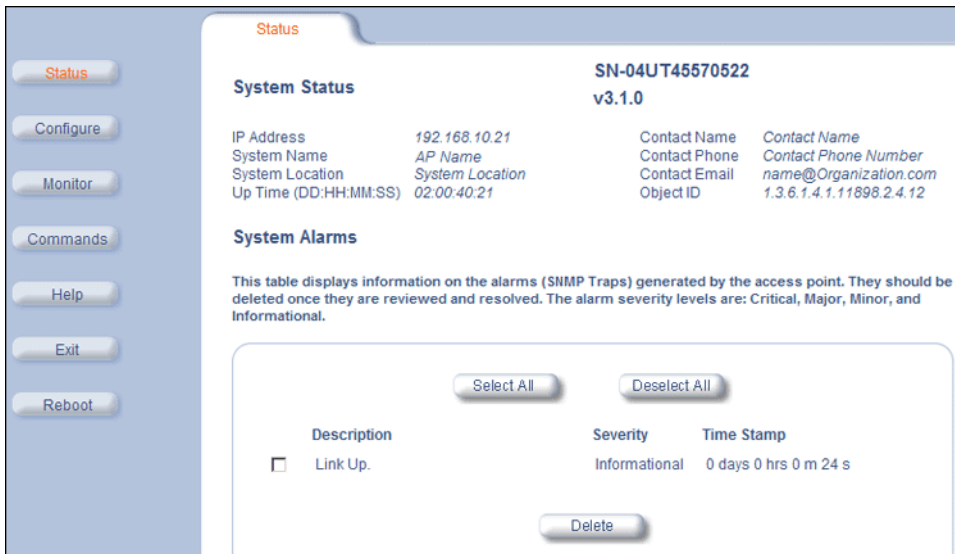 Status
Status
Configure
Monitor
Commands
Help
Exit
Reboot
System Status
SN-04UT45570522
v3.1.0
IP Address 192.168.10.21 Contact Name Contact Name
System Name AP Name Contact Phone Contact Phone Number
System Location System Location Contact Email name@Organization.com
Up Time (DD:HH:MM:SS) 02:00:40:21 Object ID 1.3.6.1.4.1.11898.2.4.12
System Alarms
This table displays information on the alarms (SNMP Traps) generated by the access point. They should be
deleted once they are reviewed and resolved. The alarm severity levels are: Critical, Major, Minor, and
Informational.
Select All Deselect All
Description Severity Time Stamp
Link Up. Informational 0 days 0 hrs 0 m 24 s
Delete